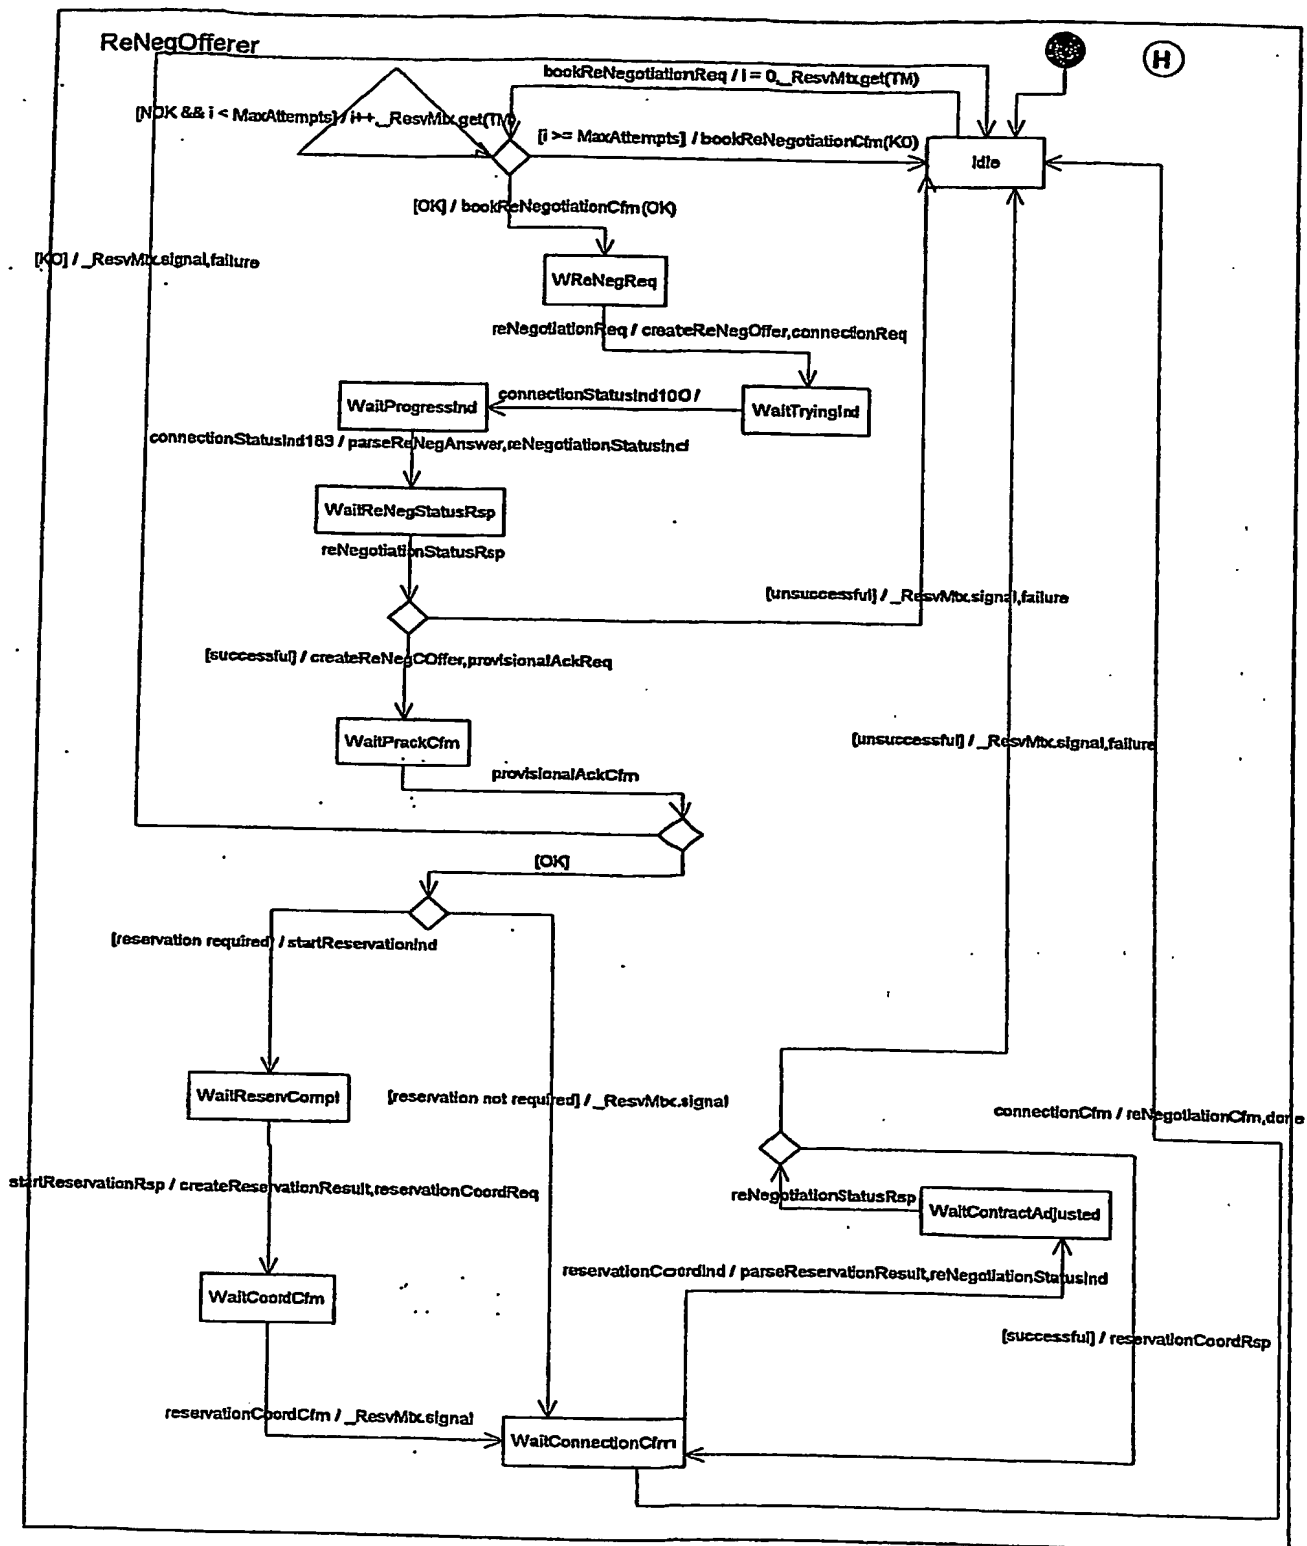 ReNegOfferer
H
bookReNegotiationReq / i = 0,_ResvMtx.get(TM)
[NOK && i < MaxAttempts] / i++,_ResvMtx.get(TM)
[i >= MaxAttempts] / bookReNegotiationCfm(KO)
Idle
[OK] / bookReNegotiationCfm(OK)
[KO] / _ResvMtx.signal,failure
WReNegReq
reNegotiationReq / createReNegOffer,connectionReq
WaitProgressInd
connectionStatusInd100 /
WaitTryingInd
connectionStatusInd183 / parseReNegAnswer,reNegotiationStatusInd
WaitReNegStatusRsp
reNegotiationStatusRsp
[unsuccessful] / _ResvMtx.signal,failure
[successful] / createReNegCOffer,provisionalAckReq
WaitPrackCfm
[unsuccessful] / _ResvMtx.signal,failure
provisionalAckCfm
[OK]
[reservation required] / startReservationInd
WaitReservCompl
[reservation not required] / _ResvMtx.signal
connectionCfm / reNegotiationCfm,done
startReservationRsp / createReservationResult,reservationCoordReq
reNegotiationStatusRsp
WaitContractAdjusted
reservationCoordInd / parseReservationResult,reNegotiationStatusInd
WaitCoordCfm
[successful] / reservationCoordRsp
reservationCoordCfm / _ResvMtx.signal
WaitConnectionCfm